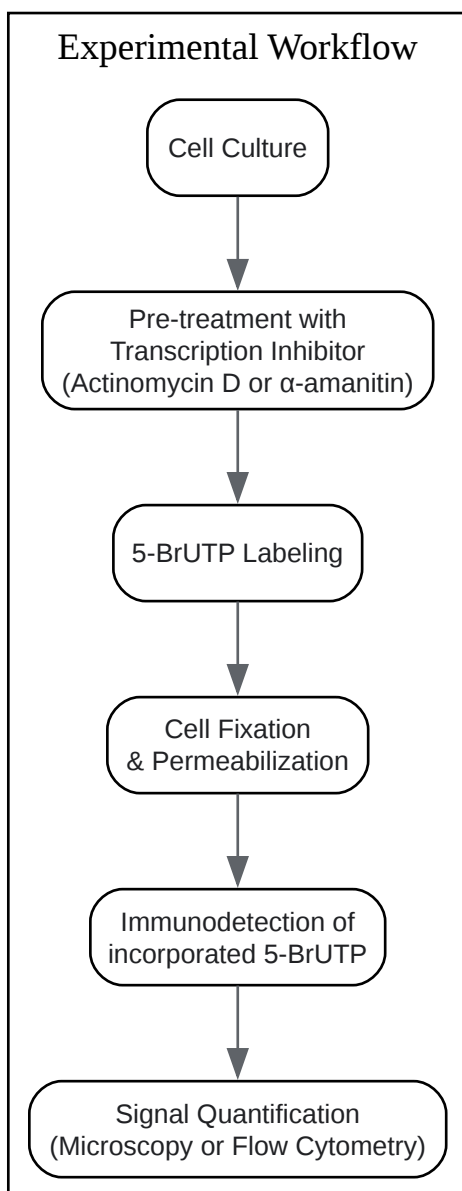 Experimental Workflow
Cell Culture
Pre-treatment with
Transcription Inhibitor
(Actinomycin D or α-amanitin)
5-BrUTP Labeling
Cell Fixation
& Permeabilization
Immunodetection of
incorporated 5-BrUTP
Signal Quantification
(Microscopy or Flow Cytometry)